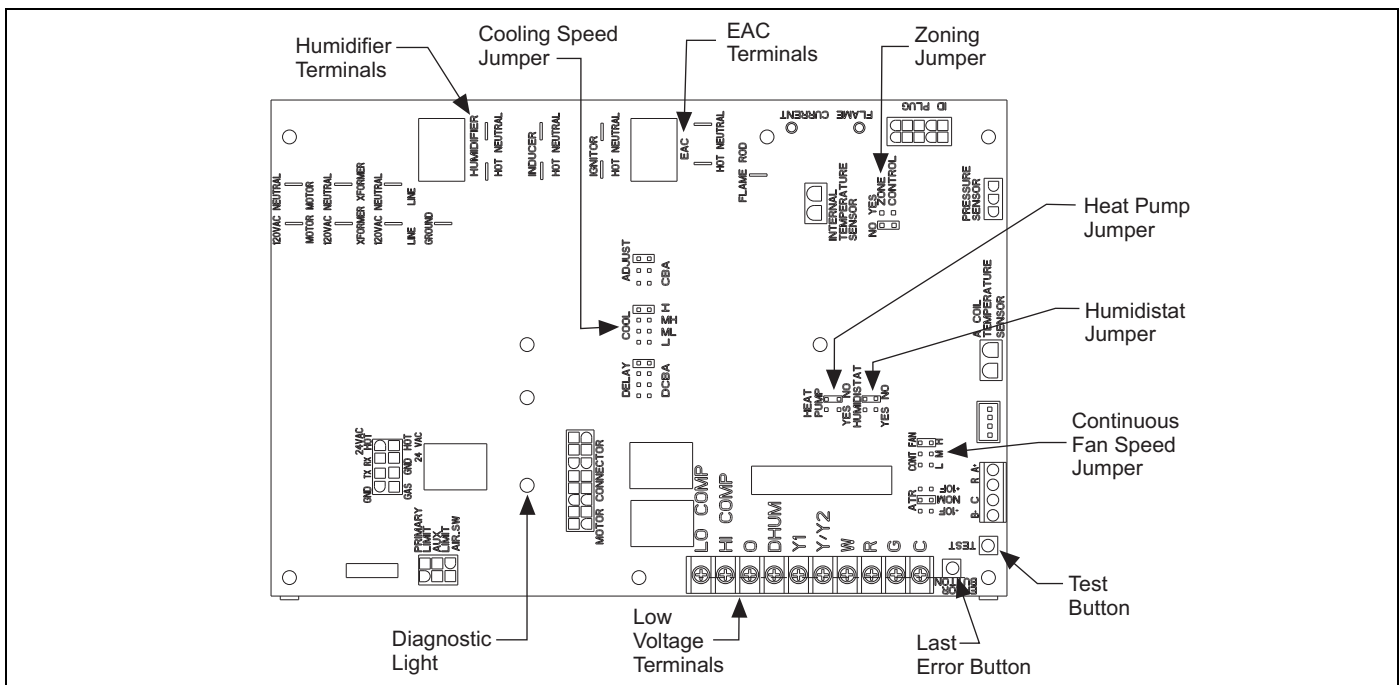 Humidifier
Terminals
Cooling Speed
Jumper
EAC
Terminals
Zoning
Jumper
HUMIDIFIER
HOT NEUTRAL
INDUCER
HOT NEUTRAL
IGNITOR
HOT NEUTRAL
EAC
HOT NEUTRAL
FLAME ROD
FLAME CURRENT
ID PLUG
INTERNAL
TEMPERATURE
SENSOR
NO YES
ZONE
CONTROL
PRESSURE
SENSOR
120VAC NEUTRAL
MOTOR MOTOR
120VAC NEUTRAL
XFORMER XFORMER
120VAC NEUTRAL
LINE LINE
GROUND
Heat Pump
Jumper
ADJUST
CBA
COOL
H
MH
ML
L
DELAY
DCBA
A COIL
TEMPERATURE
SENSOR
Humidistat
Jumper
HEAT
PUMP
YES NO
HUMIDISTAT
YES NO
Continuous
Fan Speed
Jumper
CONT FAN
L M H
ATR
+10F
NOM
-10F
A+
R
C
B-
TEST
24VAC
HOT
GND TX RX
GAS GND HOT
24 VAC
PRIMARY
LIMIT
AUX
LIMIT
AIR.SW
MOTOR CONNECTOR
LO COMP
HI COMP
O
DHUM
Y1
Y/Y2
W
R
G
C
BUTTON
Test
Button
Diagnostic
Light
Low
Voltage
Terminals
Last
Error Button